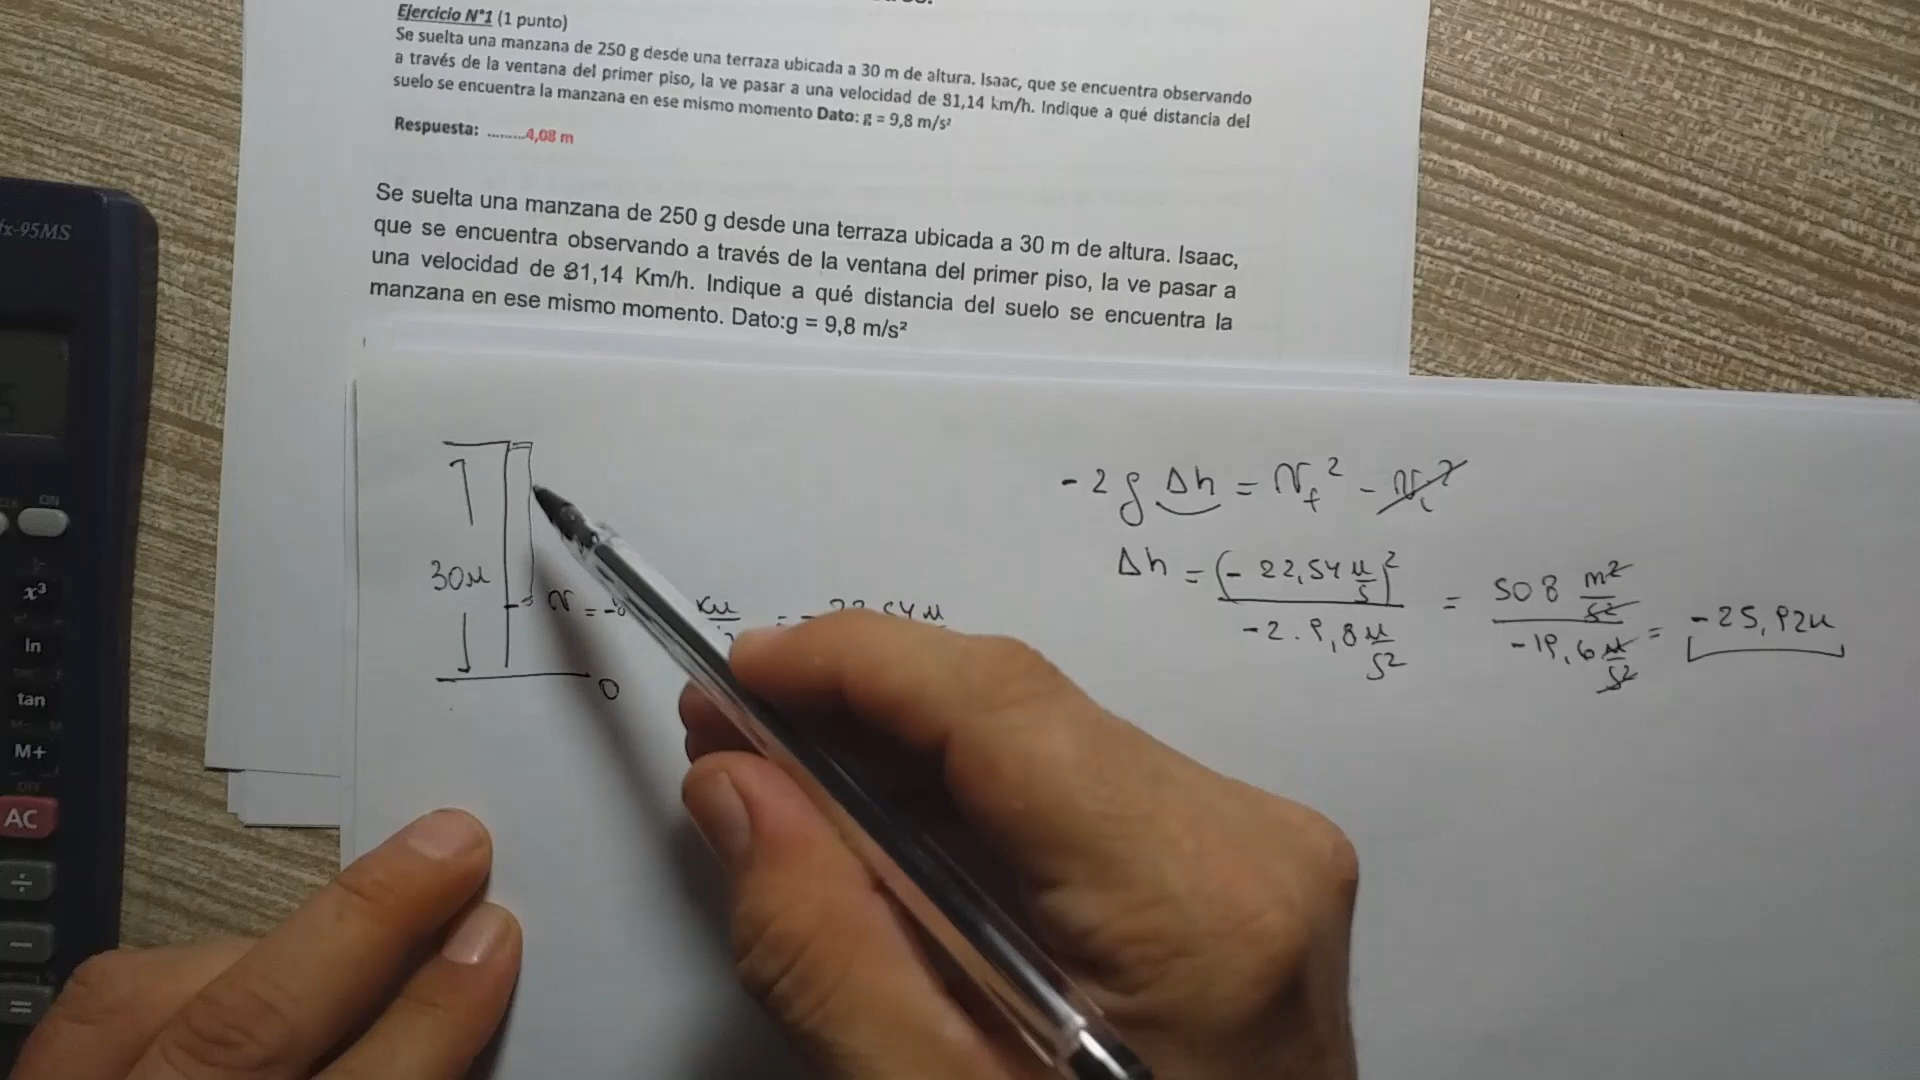 Ejercicio N°1 (1 punto)
Se suelta una manzana de 250 g desde una terraza ubicada a 30 m de altura. Isaac, que se encuentra observando
a través de la ventana del primer piso, la ve pasar a una velocidad de 81,14 km/h. Indique a qué distancia del
suelo se encuentra la manzana en ese mismo momento Dato: g = 9,8 m/s²
Respuesta: .........4,08 m
Se suelta una manzana de 250 g desde una terraza ubicada a 30 m de altura. Isaac,
que se encuentra observando a través de la ventana del primer piso, la ve pasar a
una velocidad de 81,14 Km/h. Indique a qué distancia del suelo se encuentra la
manzana en ese mismo momento. Dato:g = 9,8 m/s²
fx-95MS
ON
x³
ln
tan
M+
AC
÷
−
=
30m
v = -8
0
-2 g Δh = Vf² - Vi²
Δh = (-22,54 m/s)² / -2 . 9,8 m/s² = 508 m²/s² / -19,6 m/s² = -25,92m